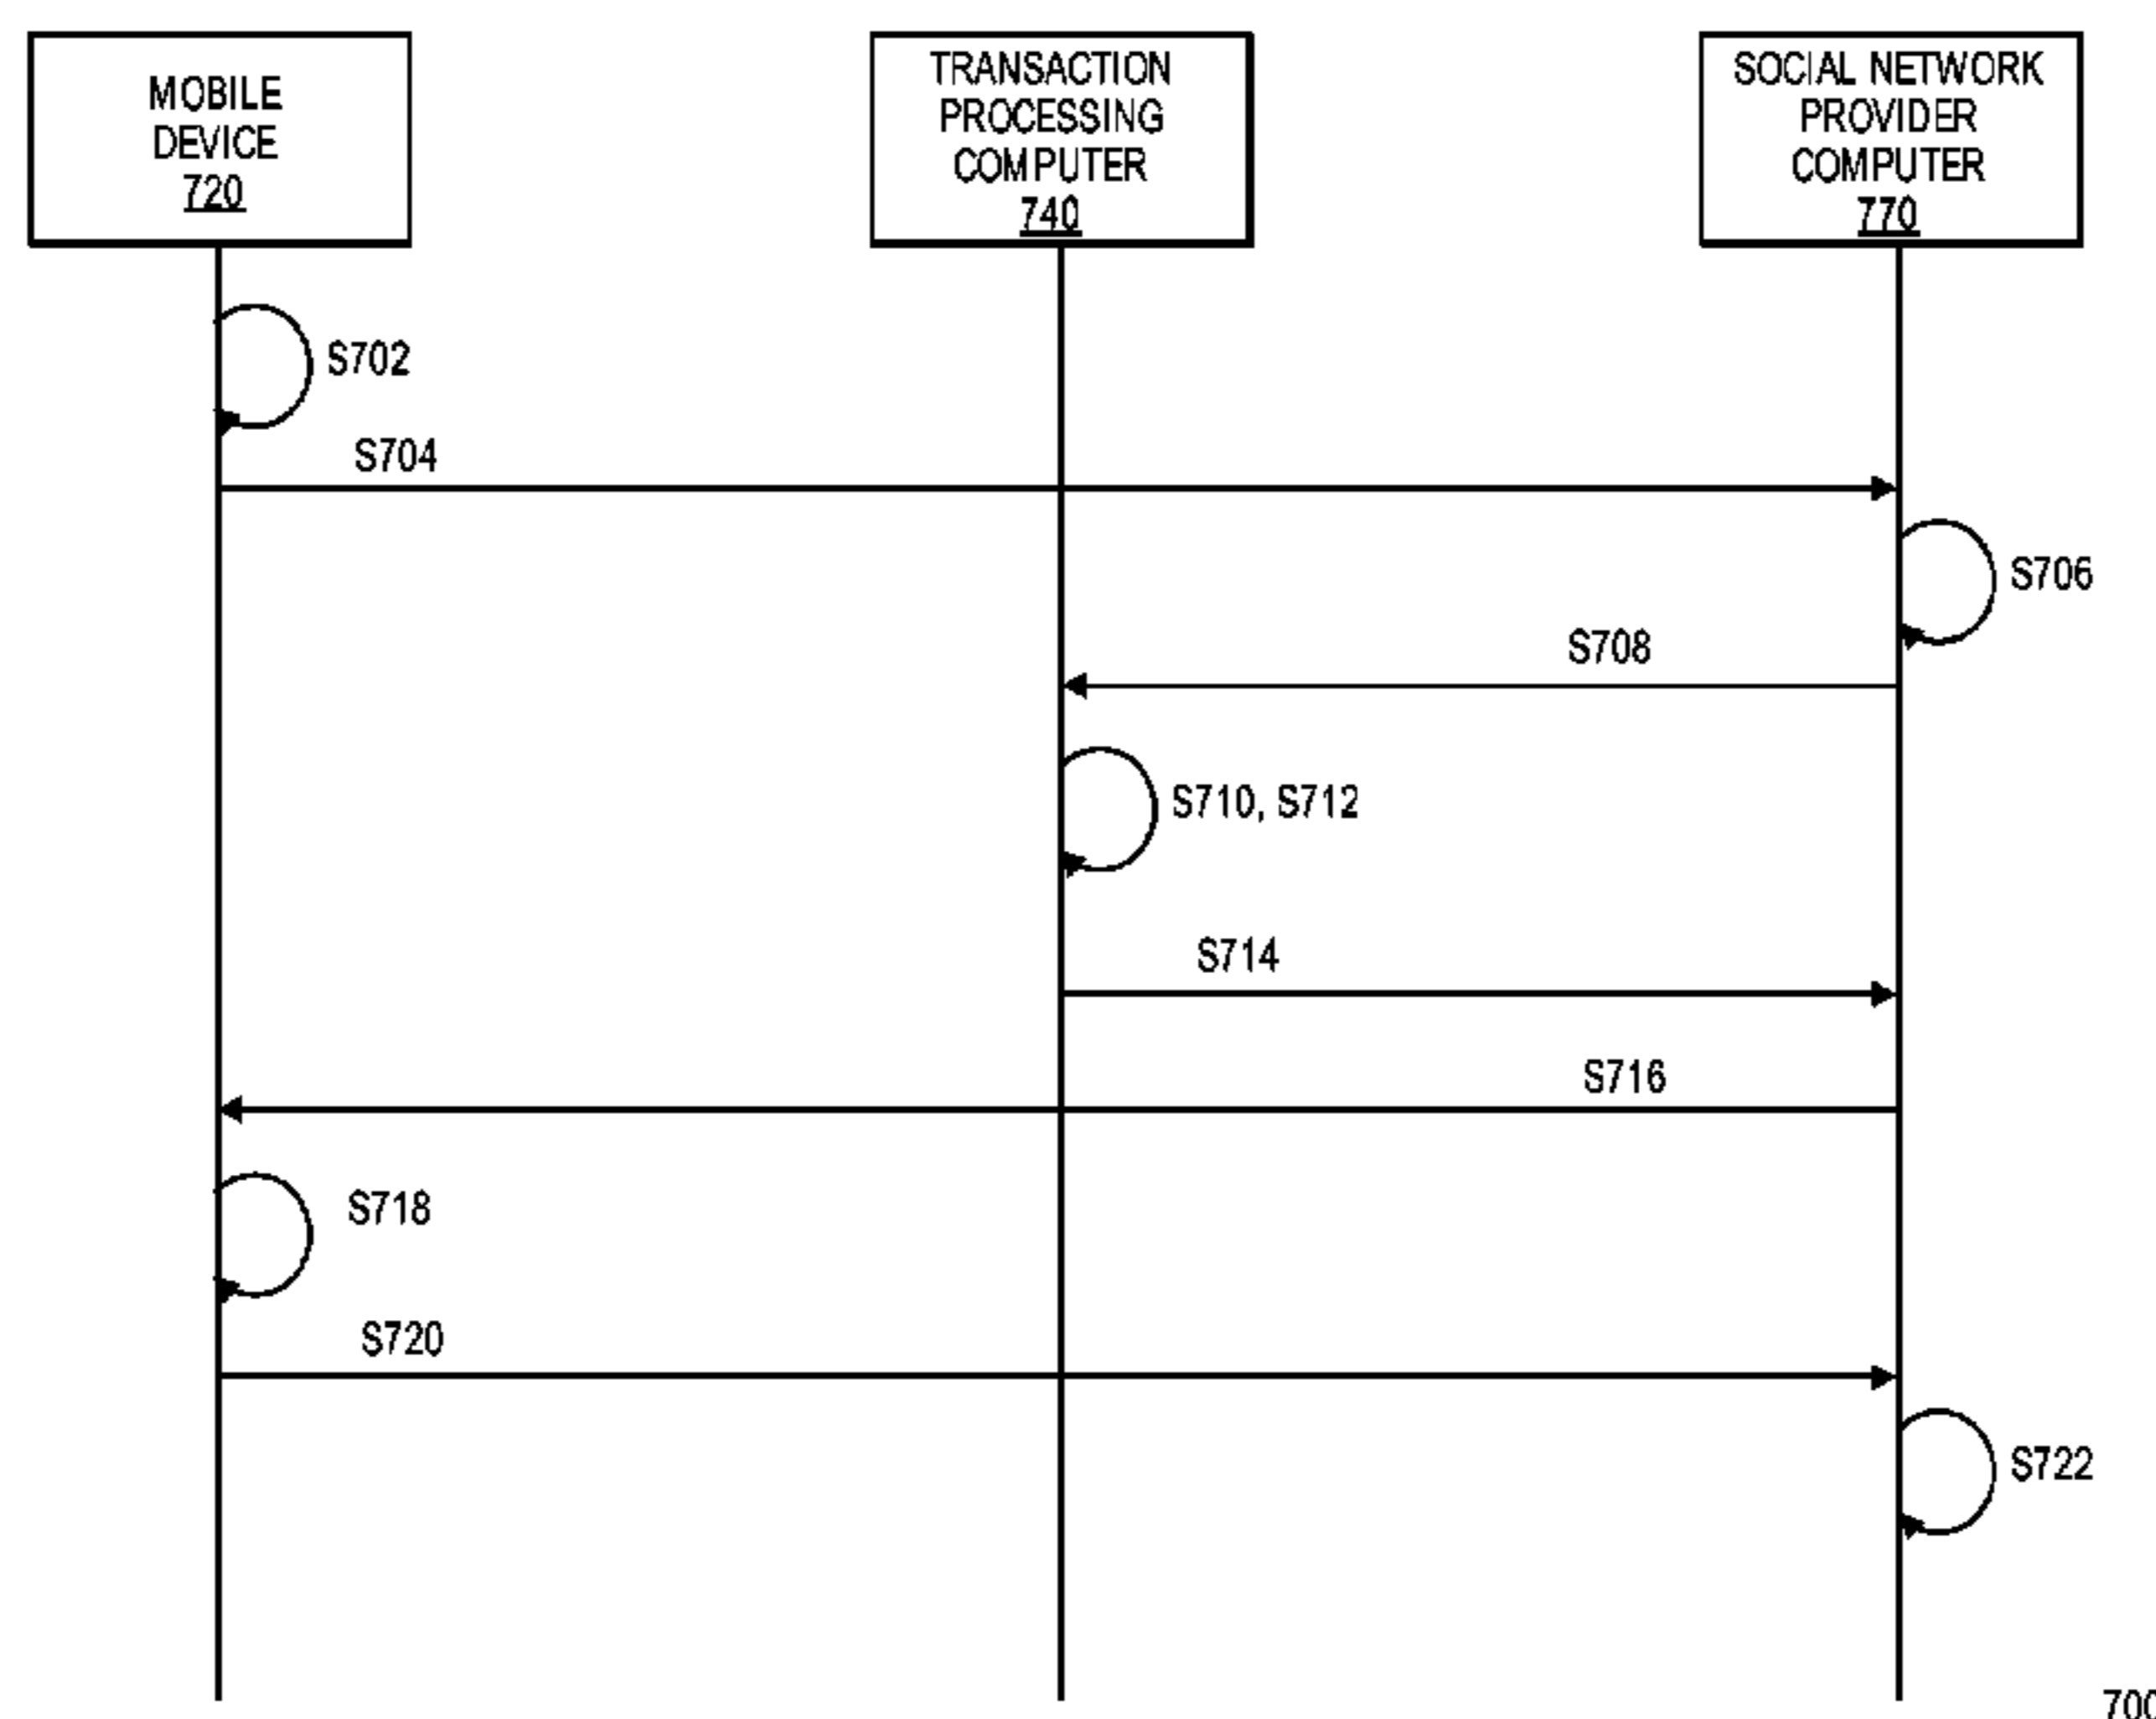 MOBILE
DEVICE
720
TRANSACTION
PROCESSING
COMPUTER
740
SOCIAL NETWORK
PROVIDER
COMPUTER
770
S702
S704
S706
S708
S710, S712
S714
S716
S718
S720
S722
700